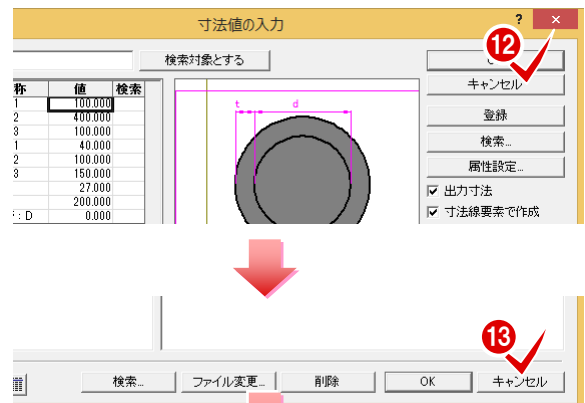 寸法値の入力
? ×
12
検索対象とする
キャンセル
称 値 検索
1 100.000
2 400.000
3 100.000
1 40.000
2 100.000
3 150.000
27.000
200.000
: D 0.000
t d
登録
検索...
属性設定...
出力寸法
寸法線要素で作成
13
検索... ファイル変更... 削除 OK キャンセル